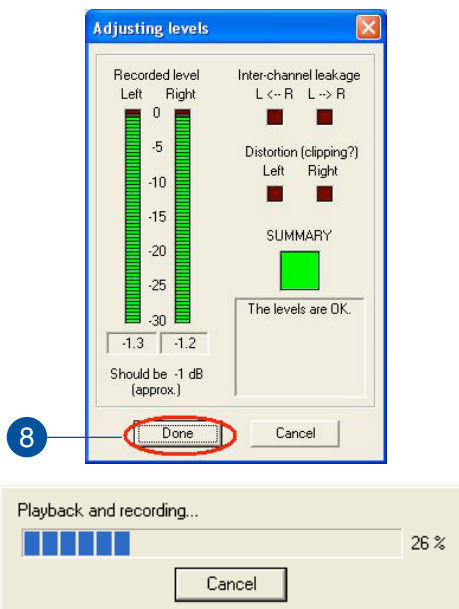 Adjusting levels
Recorded level
Left Right
0
-5
-10
-15
-20
-25
-30
-1.3 -1.2
Should be -1 dB
(approx.)
Inter-channel leakage
L <-- R L --> R
Distortion (clipping?)
Left Right
SUMMARY
The levels are OK.
8
Done Cancel
Playback and recording...
26 %
Cancel